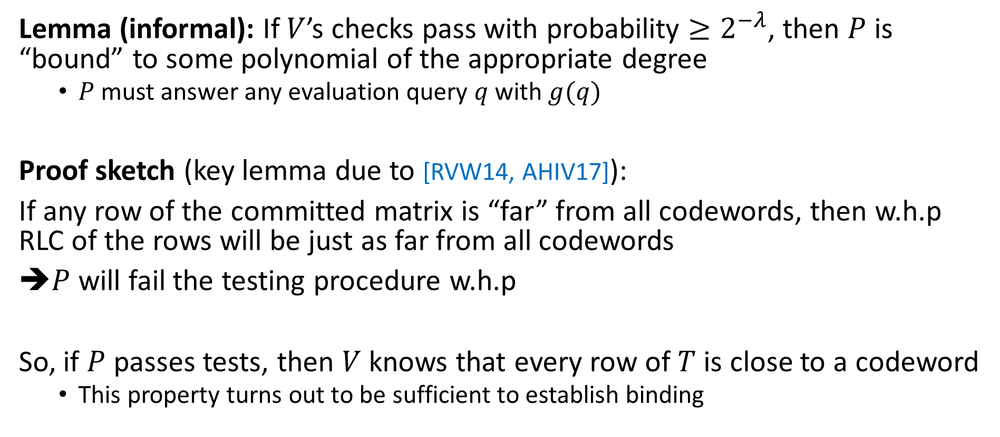 Lemma (informal): If V’s checks pass with probability ≥ 2^{−λ}, then P is
“bound” to some polynomial of the appropriate degree
• P must answer any evaluation query q with g(q)
Proof sketch (key lemma due to [RVW14, AHIV17]):
If any row of the committed matrix is “far” from all codewords, then w.h.p
RLC of the rows will be just as far from all codewords
➔P will fail the testing procedure w.h.p
So, if P passes tests, then V knows that every row of T is close to a codeword
• This property turns out to be sufficient to establish binding